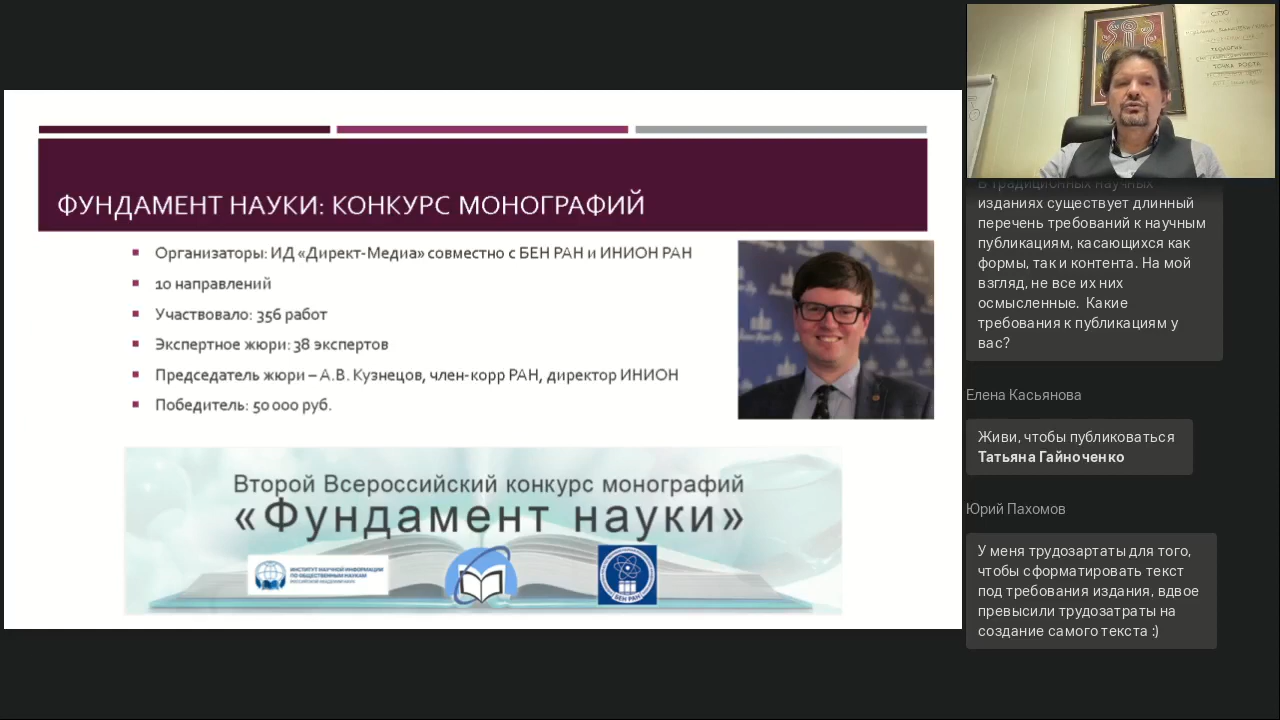 ФУНДАМЕНТ НАУКИ: КОНКУРС МОНОГРАФИЙ
Организаторы: ИД «Директ-Медиа» совместно с БЕН РАН и ИНИОН РАН
10 направлений
Участвовало: 356 работ
Экспертное жюри: 38 экспертов
Председатель жюри – А.В. Кузнецов, член-корр РАН, директор ИНИОН
Победитель: 50 000 руб.
Второй Всероссийский конкурс монографий
«Фундамент науки»
ИНСТИТУТ НАУЧНОЙ ИНФОРМАЦИИ
ПО ОБЩЕСТВЕННЫМ НАУКАМ
РОССИЙСКОЙ АКАДЕМИИ НАУК
БЕН РАН
СПО
ТЕОЛОГИЯ
ТОЧКА РОСТА
В традиционных научных
изданиях существует длинный
перечень требований к научным
публикациям, касающихся как
формы, так и контента. На мой
взгляд, не все их них
осмысленные. Какие
требования к публикациям у
вас?
Елена Касьянова
Живи, чтобы публиковаться
Татьяна Гайноченко
Юрий Пахомов
У меня трудозартаты для того,
чтобы сформатировать текст
под требования издания, вдвое
превысили трудозатраты на
создание самого текста :)